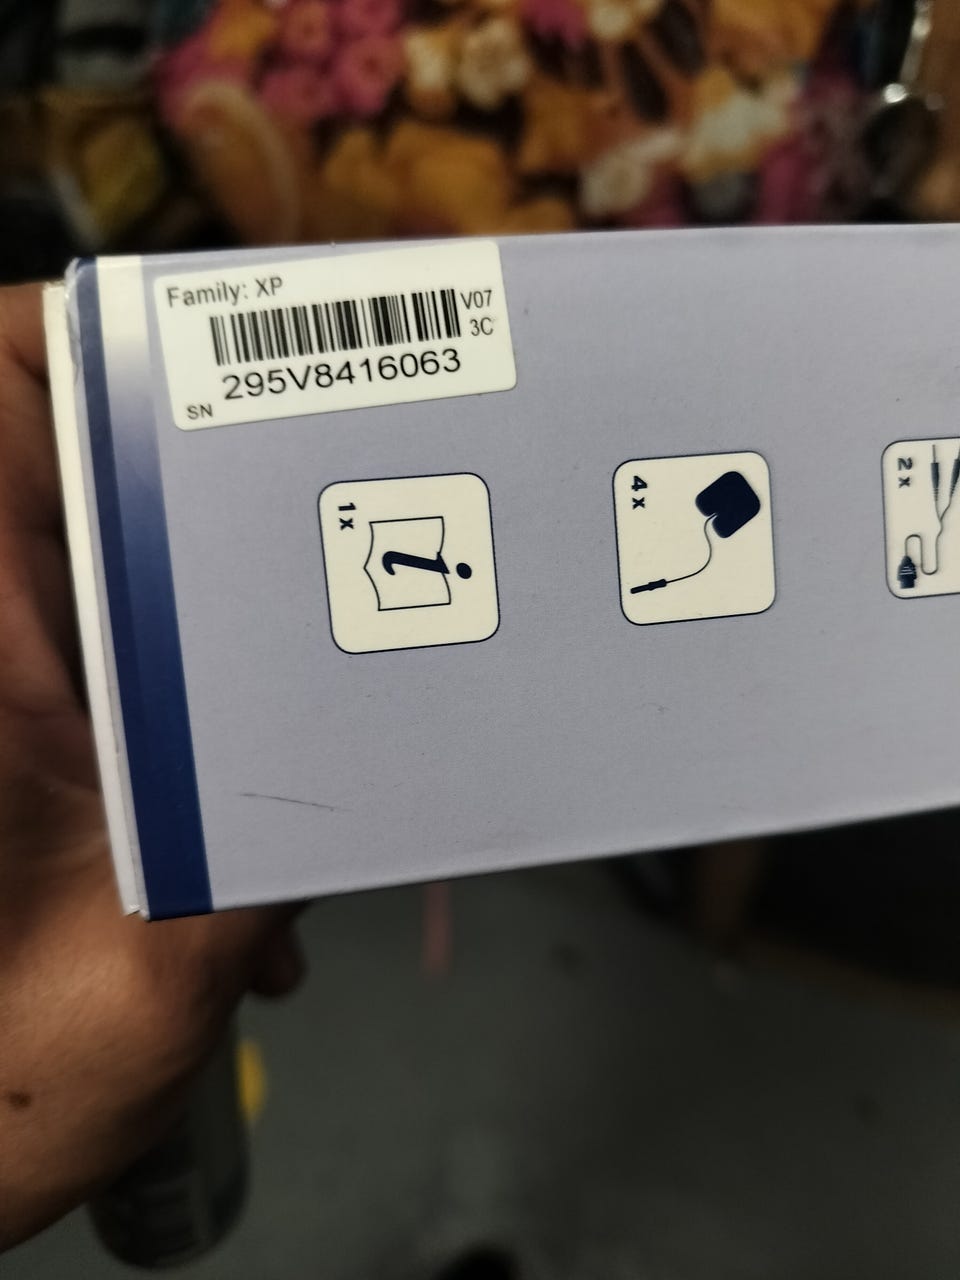 Family: XP
V07
3C
295V8416063
SN
1x
i
4x
2x